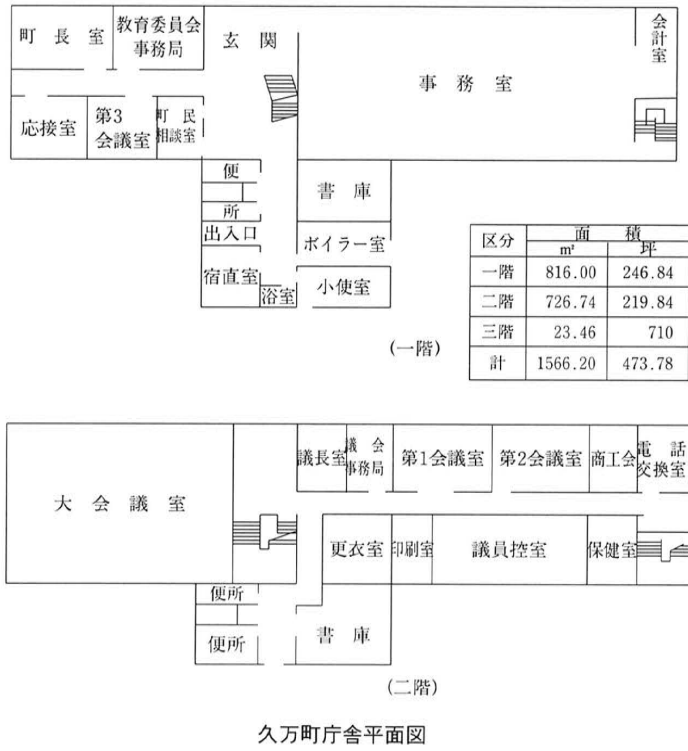 町長室
教育委員会
事務局
玄関
事務室
会計室
応接室
第3
会議室
町民
相談室
便
所
出入口
宿直室
浴室
書庫
ボイラー室
小使室
(一階)
区分 面積
㎡ 坪
一階 816.00 246.84
二階 726.74 219.84
三階 23.46 710
計 1566.20 473.78
大会議室
議長室
議会
事務局
第1会議室
第2会議室
商工会
電話
交換室
更衣室
印刷室
議員控室
保健室
便所
便所
書庫
(二階)
久万町庁舎平面図